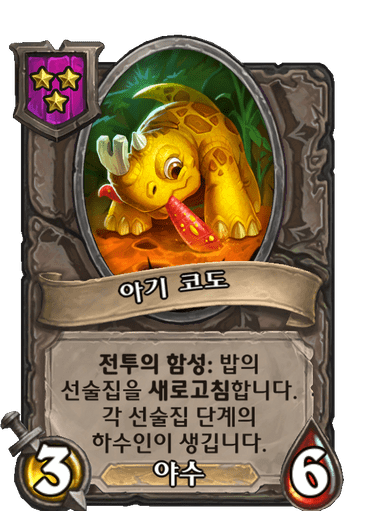 아기 코도
전투의 함성: 밥의
선술집을 새로고침합니다.
각 선술집 단계의
하수인이 생깁니다.
야수
3
6